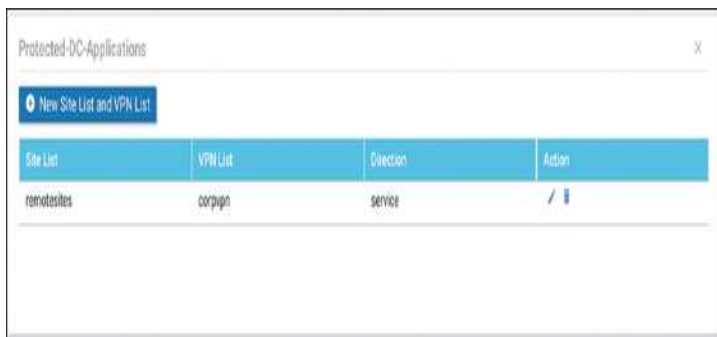 Protected-DC-Applications
New Site List and VPN List
Site List VPN List Direction Action
remotesites corpvpn service